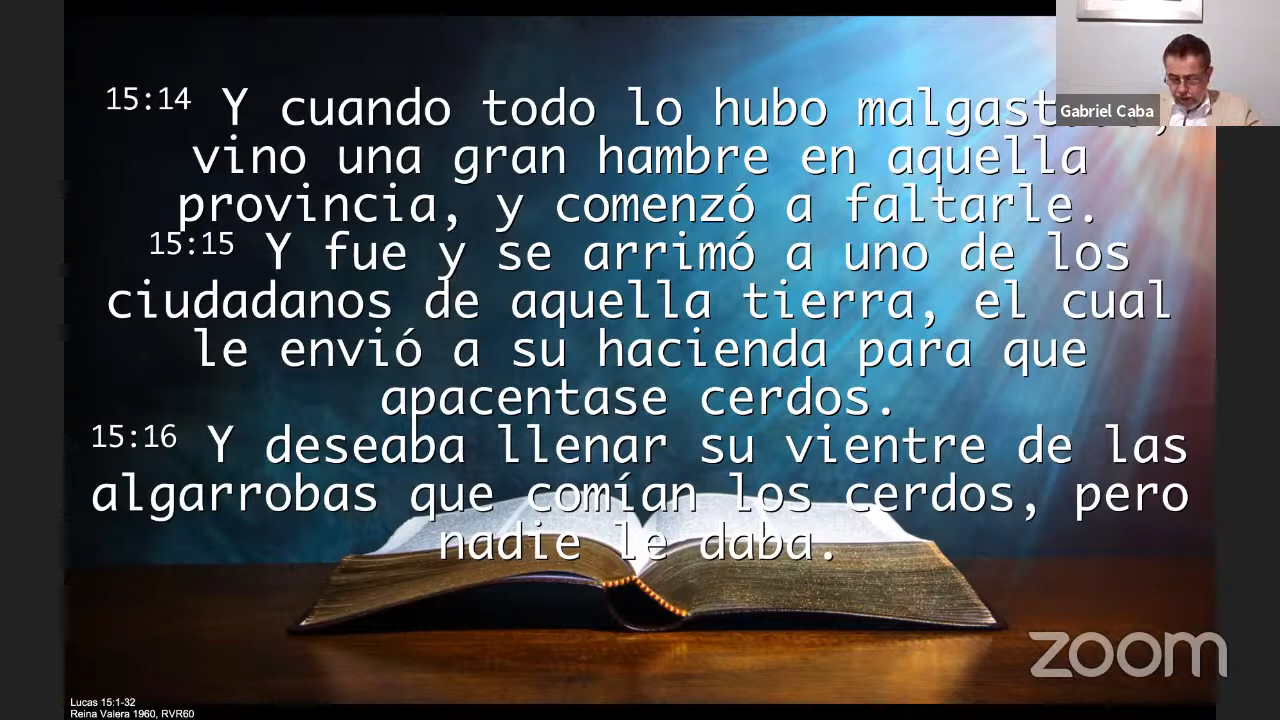 15:14 Y cuando todo lo hubo
vino una gran hambre en aquella
provincia, y comenzó a faltarle.
15:15 Y fue y se arrimó a uno de los
ciudadanos de aquella tierra, el cual
le envió a su hacienda para que
apacentase cerdos.
15:16 Y deseaba llenar su vientre de las
algarrobas que comían los cerdos, pero
nadie le daba.
Gabriel Caba
zoom
Lucas 15:1-32
Reina Valera 1960, RVR60